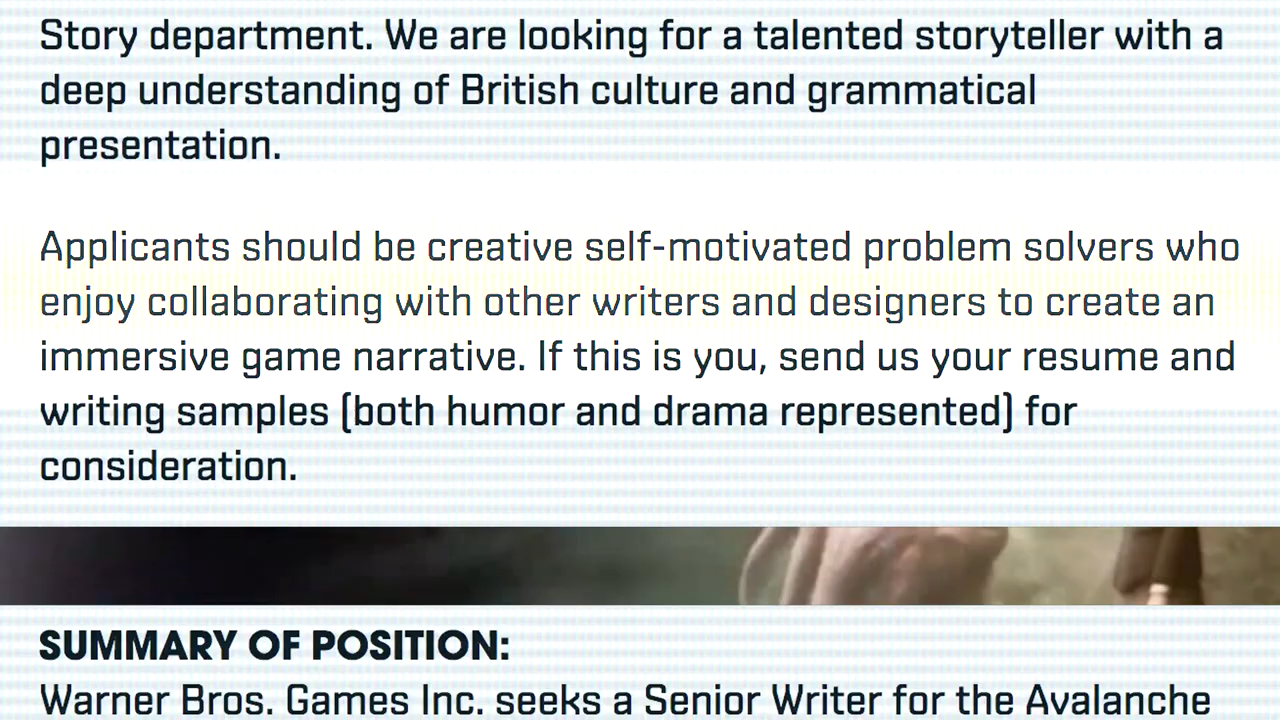 Story department. We are looking for a talented storyteller with a
deep understanding of British culture and grammatical
presentation.
Applicants should be creative self-motivated problem solvers who
enjoy collaborating with other writers and designers to create an
immersive game narrative. If this is you, send us your resume and
writing samples (both humor and drama represented) for
consideration.
SUMMARY OF POSITION:
Warner Bros. Games Inc. seeks a Senior Writer for the Avalanche